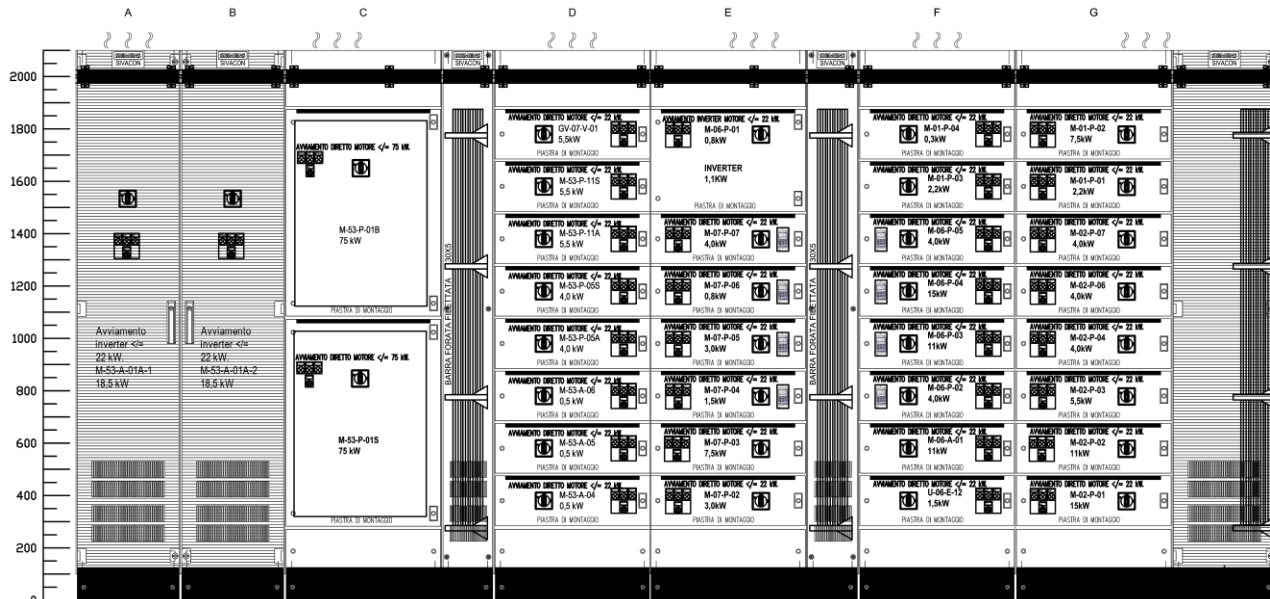 A B C D E F G
2000
1800
1600
1400
1200
1000
800
600
400
200
0
SIVACON
Avviamento
inverter </=
22 kW.
M-53-A-01A-1
18,5 kW
SIVACON
Avviamento
inverter </=
22 kW.
M-53-A-01A-2
18,5 kW
AVVIAMENTO DIRETTO MOTORE </= 75 kW.
M-53-P-01B
75 kW
PIASTRA DI MONTAGGIO
AVVIAMENTO DIRETTO MOTORE </= 75 kW.
M-53-P-01S
75 kW
PIASTRA DI MONTAGGIO
SIVACON
BARRA FORATA FILETTATA 30X5
AVVIAMENTO DIRETTO MOTORE </= 22 kW.
GV-07-V-01
5,5kW
PIASTRA DI MONTAGGIO
AVVIAMENTO DIRETTO MOTORE </= 22 kW.
M-53-P-11S
5,5 kW
PIASTRA DI MONTAGGIO
AVVIAMENTO DIRETTO MOTORE </= 22 kW.
M-53-P-11A
5,5 kW
PIASTRA DI MONTAGGIO
AVVIAMENTO DIRETTO MOTORE </= 22 kW.
M-53-P-05S
4,0 kW
PIASTRA DI MONTAGGIO
AVVIAMENTO DIRETTO MOTORE </= 22 kW.
M-53-P-05A
4,0 kW
PIASTRA DI MONTAGGIO
AVVIAMENTO DIRETTO MOTORE </= 22 kW.
M-53-A-06
0,5 kW
PIASTRA DI MONTAGGIO
AVVIAMENTO DIRETTO MOTORE </= 22 kW.
M-53-A-05
0,5 kW
PIASTRA DI MONTAGGIO
AVVIAMENTO DIRETTO MOTORE </= 22 kW.
M-53-A-04
0,5 kW
PIASTRA DI MONTAGGIO
AVVIAMENTO INVERTER MOTORE </= 22 kW.
M-06-P-01
0,8kW
INVERTER
1,1KW
PIASTRA DI MONTAGGIO
AVVIAMENTO DIRETTO MOTORE </= 22 kW.
M-07-P-07
4,0kW
PIASTRA DI MONTAGGIO
AVVIAMENTO DIRETTO MOTORE </= 22 kW.
M-07-P-06
0,8kW
PIASTRA DI MONTAGGIO
AVVIAMENTO DIRETTO MOTORE </= 22 kW.
M-07-P-05
3,0kW
PIASTRA DI MONTAGGIO
AVVIAMENTO DIRETTO MOTORE </= 22 kW.
M-07-P-04
1,5kW
PIASTRA DI MONTAGGIO
AVVIAMENTO DIRETTO MOTORE </= 22 kW.
M-07-P-03
7,5kW
PIASTRA DI MONTAGGIO
AVVIAMENTO DIRETTO MOTORE </= 22 kW.
M-07-P-02
3,0kW
PIASTRA DI MONTAGGIO
SIVACON
BARRA FORATA FILETTATA 30X5
AVVIAMENTO DIRETTO MOTORE </= 22 kW.
M-01-P-04
0,3kW
PIASTRA DI MONTAGGIO
AVVIAMENTO DIRETTO MOTORE </= 22 kW.
M-01-P-03
2,2kW
PIASTRA DI MONTAGGIO
AVVIAMENTO DIRETTO MOTORE </= 22 kW.
M-06-P-05
4,0kW
PIASTRA DI MONTAGGIO
AVVIAMENTO DIRETTO MOTORE </= 22 kW.
M-06-P-04
15kW
PIASTRA DI MONTAGGIO
AVVIAMENTO DIRETTO MOTORE </= 22 kW.
M-06-P-03
11kW
PIASTRA DI MONTAGGIO
AVVIAMENTO DIRETTO MOTORE </= 22 kW.
M-06-P-02
4,0kW
PIASTRA DI MONTAGGIO
AVVIAMENTO DIRETTO MOTORE </= 22 kW.
M-06-A-01
11kW
PIASTRA DI MONTAGGIO
AVVIAMENTO DIRETTO MOTORE </= 22 kW.
U-06-E-12
1,5kW
PIASTRA DI MONTAGGIO
AVVIAMENTO DIRETTO MOTORE </= 22 kW.
M-01-P-02
7,5kW
PIASTRA DI MONTAGGIO
AVVIAMENTO DIRETTO MOTORE </= 22 kW.
M-01-P-01
2,2kW
PIASTRA DI MONTAGGIO
AVVIAMENTO DIRETTO MOTORE </= 22 kW.
M-02-P-07
4,0kW
PIASTRA DI MONTAGGIO
AVVIAMENTO DIRETTO MOTORE </= 22 kW.
M-02-P-06
4,0kW
PIASTRA DI MONTAGGIO
AVVIAMENTO DIRETTO MOTORE </= 22 kW.
M-02-P-04
4,0kW
PIASTRA DI MONTAGGIO
AVVIAMENTO DIRETTO MOTORE </= 22 kW.
M-02-P-03
5,5kW
PIASTRA DI MONTAGGIO
AVVIAMENTO DIRETTO MOTORE </= 22 kW.
M-02-P-02
11kW
PIASTRA DI MONTAGGIO
AVVIAMENTO DIRETTO MOTORE </= 22 kW.
M-02-P-01
15kW
PIASTRA DI MONTAGGIO
SIVACON